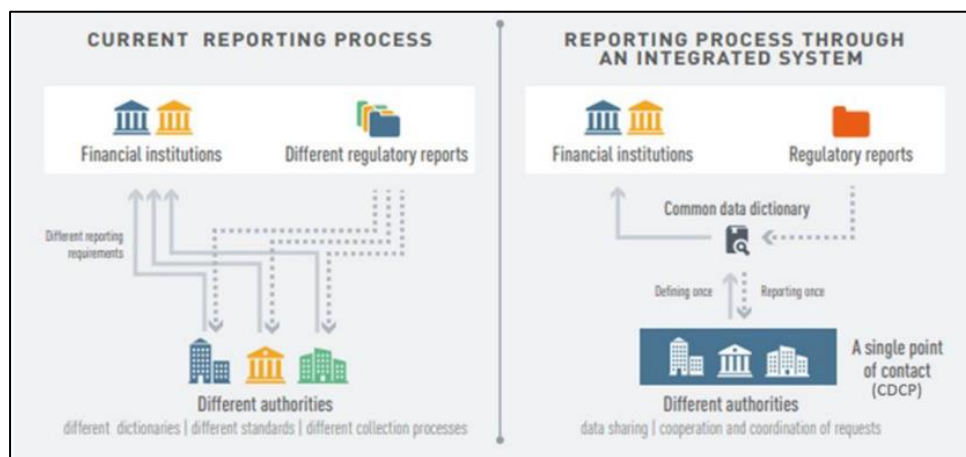 CURRENT REPORTING PROCESS
Financial institutions
Different regulatory reports
Different reporting
requirements
Different authorities
different dictionaries | different standards | different collection processes
REPORTING PROCESS THROUGH
AN INTEGRATED SYSTEM
Financial institutions
Regulatory reports
Common data dictionary
Defining once
Reporting once
A single point
of contact
(CDCP)
Different authorities
data sharing | cooperation and coordination of requests